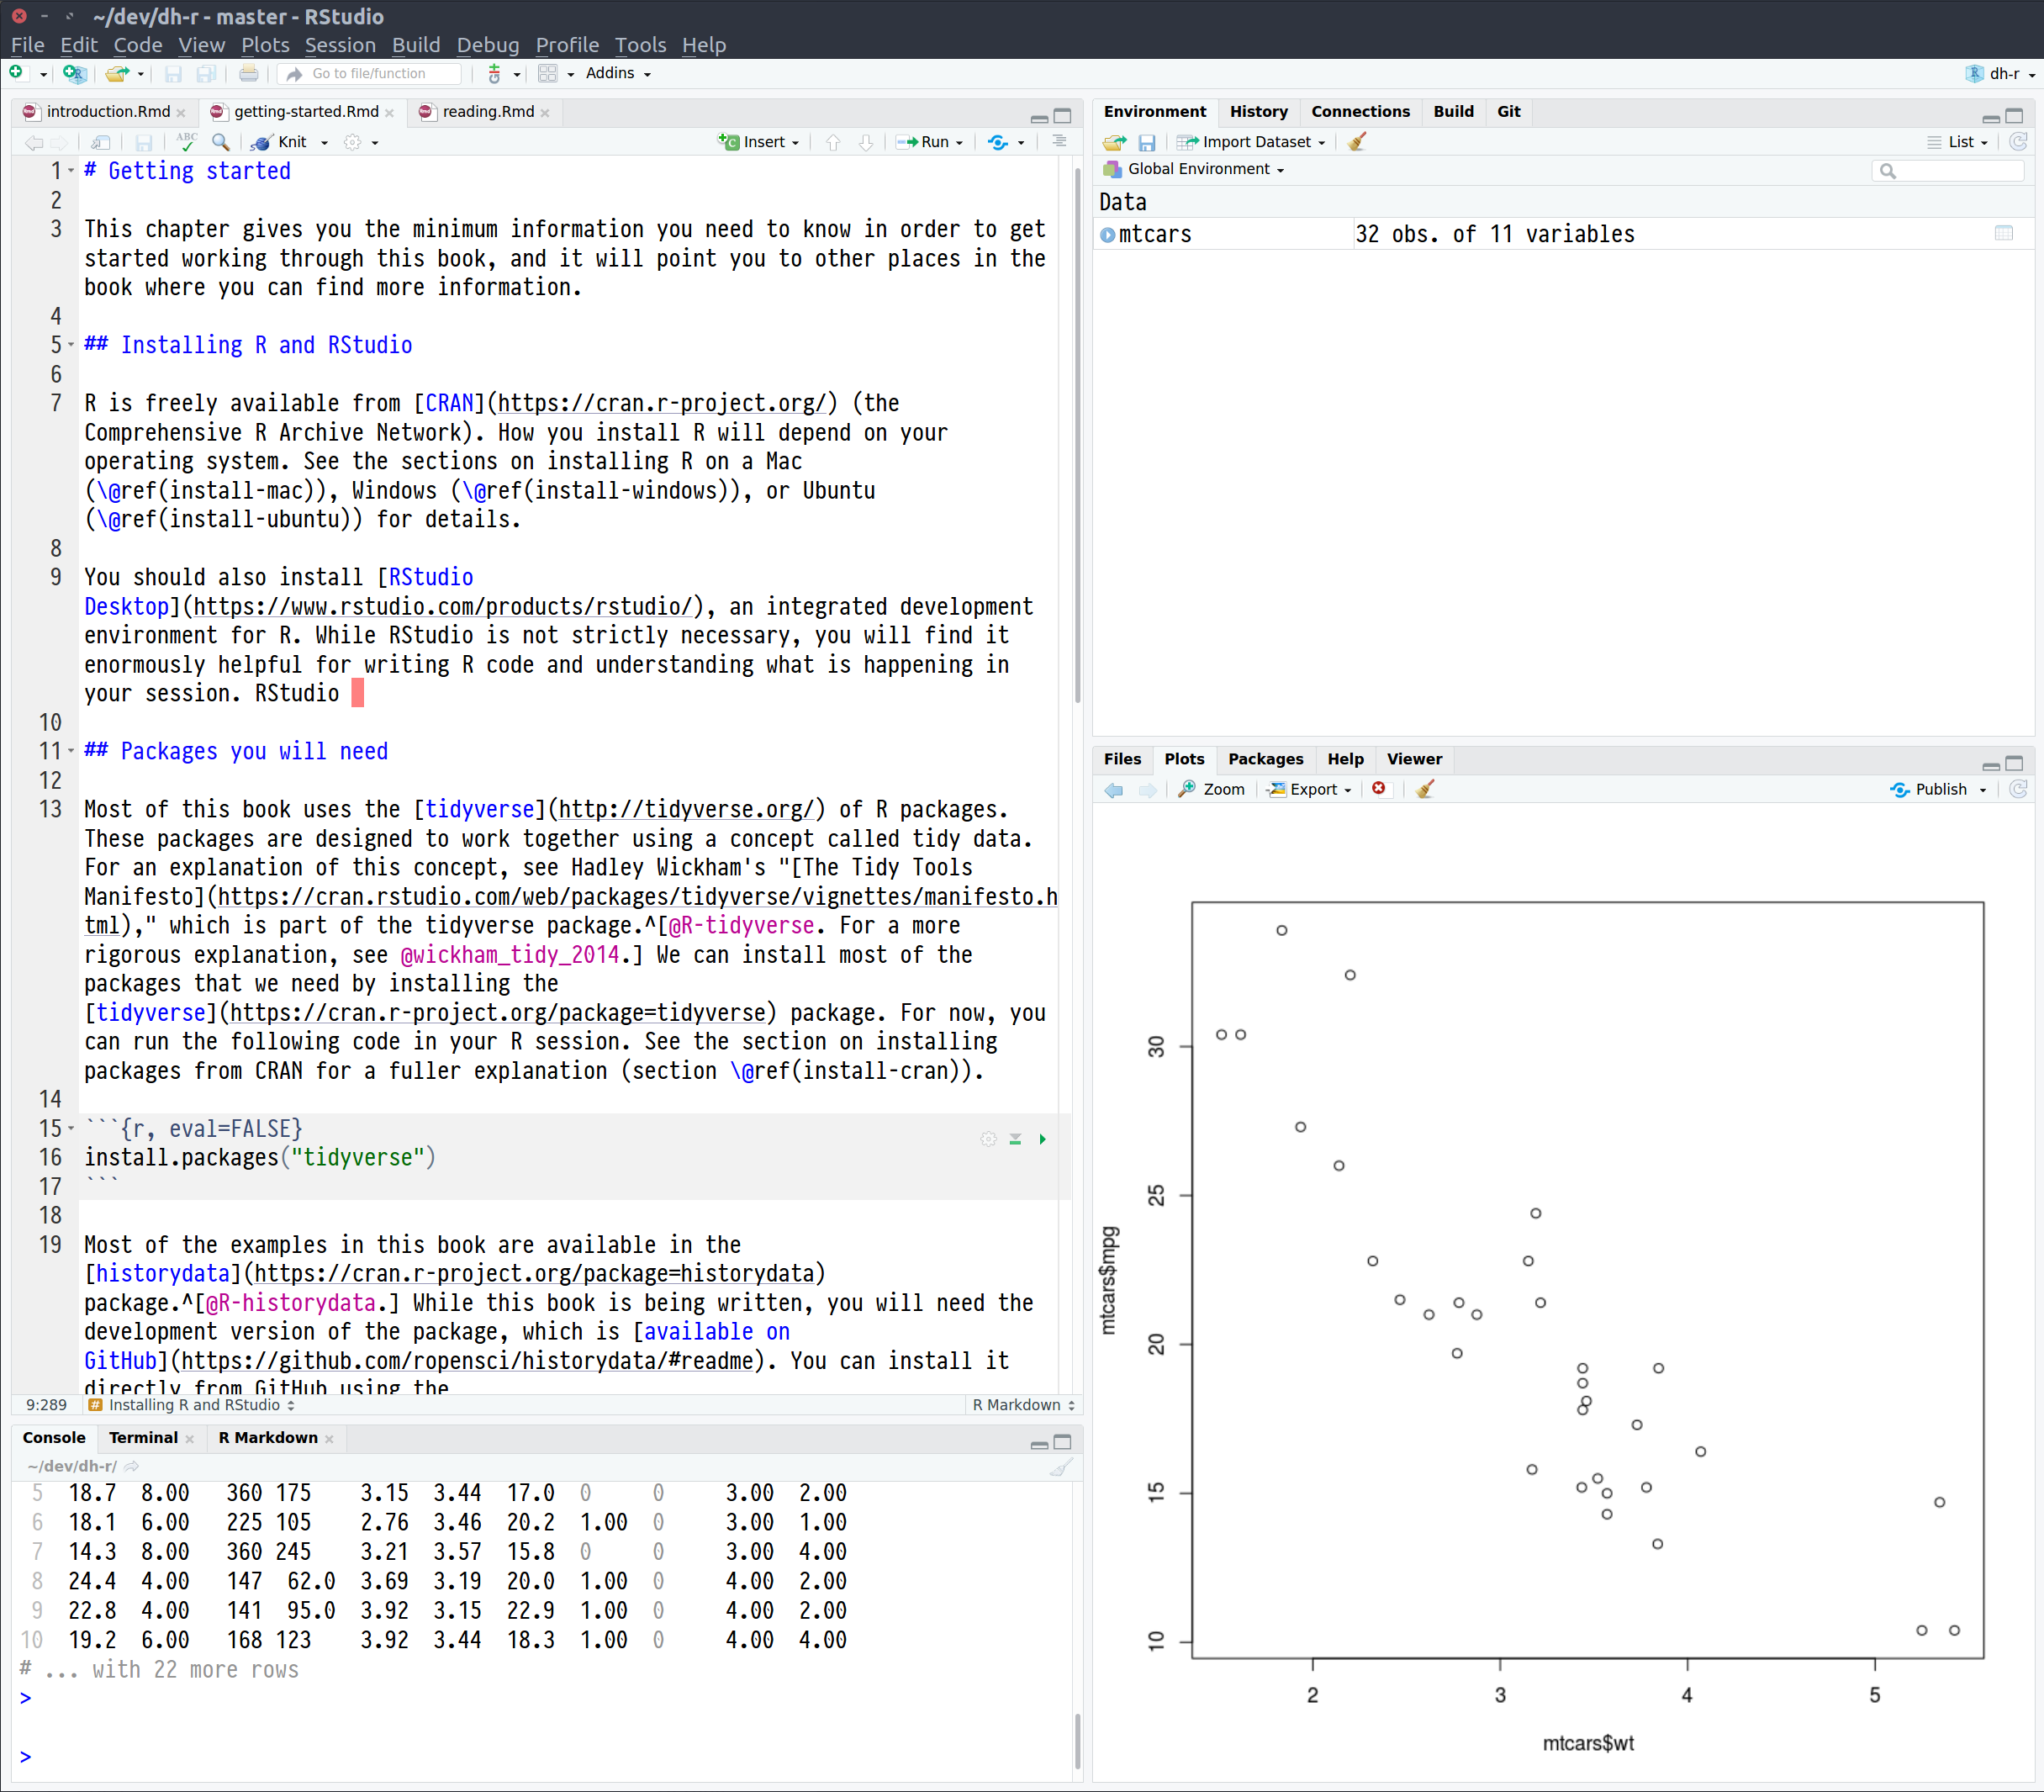 ~/dev/dh-r - master - RStudio
File Edit Code View Plots Session Build Debug Profile Tools Help
Go to file/function Addins dh-r
introduction.Rmd getting-started.Rmd reading.Rmd
ABC Knit Insert Run
1 # Getting started
2
3 This chapter gives you the minimum information you need to know in order to get
started working through this book, and it will point you to other places in the
book where you can find more information.
4
5 ## Installing R and RStudio
6
7 R is freely available from [CRAN](https://cran.r-project.org/) (the
Comprehensive R Archive Network). How you install R will depend on your
operating system. See the sections on installing R on a Mac
(\@ref(install-mac)), Windows (\@ref(install-windows)), or Ubuntu
(\@ref(install-ubuntu)) for details.
8
9 You should also install [RStudio
Desktop](https://www.rstudio.com/products/rstudio/), an integrated development
environment for R. While RStudio is not strictly necessary, you will find it
enormously helpful for writing R code and understanding what is happening in
your session. RStudio
10
11 ## Packages you will need
12
13 Most of this book uses the [tidyverse](http://tidyverse.org/) of R packages.
These packages are designed to work together using a concept called tidy data.
For an explanation of this concept, see Hadley Wickham's "[The Tidy Tools
Manifesto](https://cran.rstudio.com/web/packages/tidyverse/vignettes/manifesto.h
tml)," which is part of the tidyverse package.^[@R-tidyverse. For a more
rigorous explanation, see @wickham_tidy_2014.] We can install most of the
packages that we need by installing the
[tidyverse](https://cran.r-project.org/package=tidyverse) package. For now, you
can run the following code in your R session. See the section on installing
packages from CRAN for a fuller explanation (section \@ref(install-cran)).
14
15 ```{r, eval=FALSE}
16 install.packages("tidyverse")
17 ```
18
19 Most of the examples in this book are available in the
[historydata](https://cran.r-project.org/package=historydata)
package.^[@R-historydata.] While this book is being written, you will need the
development version of the package, which is [available on
GitHub](https://github.com/ropensci/historydata/#readme). You can install it
directly from GitHub using the
9:289 # Installing R and RStudio R Markdown
Console Terminal R Markdown
~/dev/dh-r/
5 18.7 8.00 360 175 3.15 3.44 17.0 0 0 3.00 2.00
6 18.1 6.00 225 105 2.76 3.46 20.2 1.00 0 3.00 1.00
7 14.3 8.00 360 245 3.21 3.57 15.8 0 0 3.00 4.00
8 24.4 4.00 147 62.0 3.69 3.19 20.0 1.00 0 4.00 2.00
9 22.8 4.00 141 95.0 3.92 3.15 22.9 1.00 0 4.00 2.00
10 19.2 6.00 168 123 3.92 3.44 18.3 1.00 0 4.00 4.00
# ... with 22 more rows
>
>
Environment History Connections Build Git
Import Dataset List
Global Environment
Data
mtcars 32 obs. of 11 variables
Files Plots Packages Help Viewer
Zoom Export Publish
mtcars$mpg
30
25
20
15
10
2 3 4 5
mtcars$wt